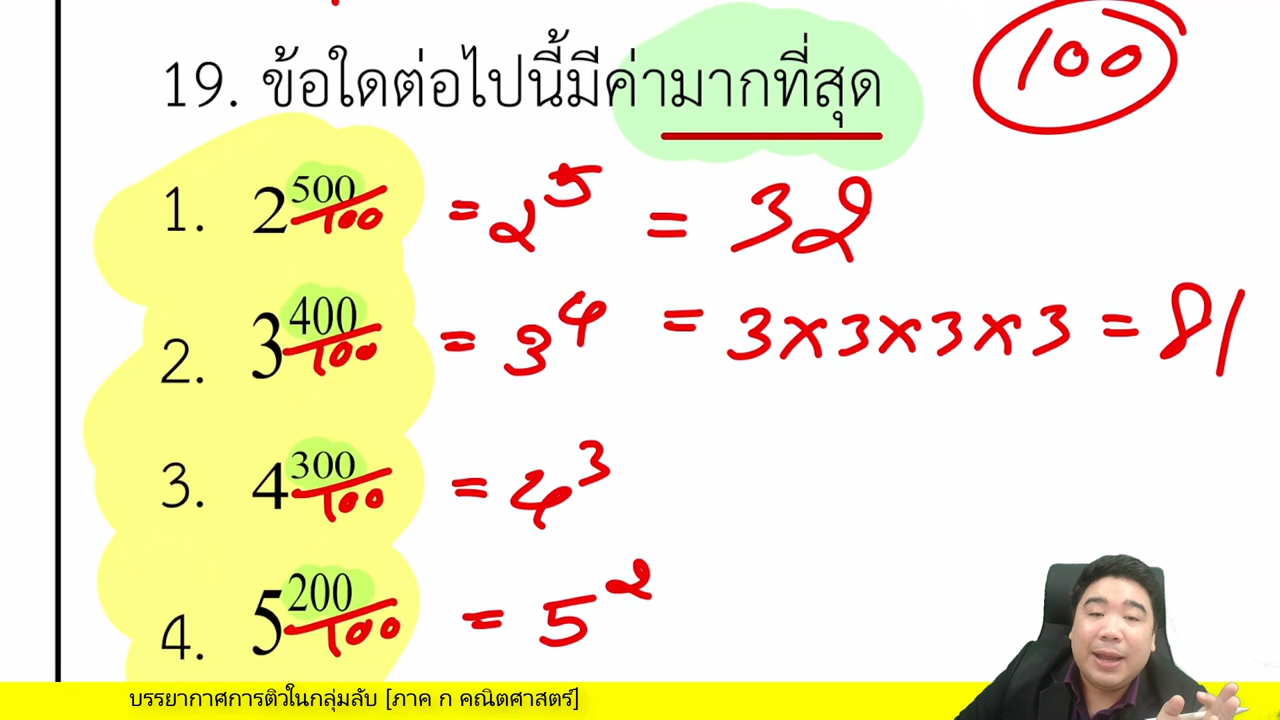 100
19. ข้อใดต่อไปนี้มีค่ามากที่สุด
1. 2^500/100 = 2^5 = 32
2. 3^400/100 = 3^4 = 3×3×3×3 = 81
3. 4^300/100 = 4^3
4. 5^200/100 = 5^2
บรรยากาศการติวในกลุ่มลับ [ภาค ก คณิตศาสตร์]